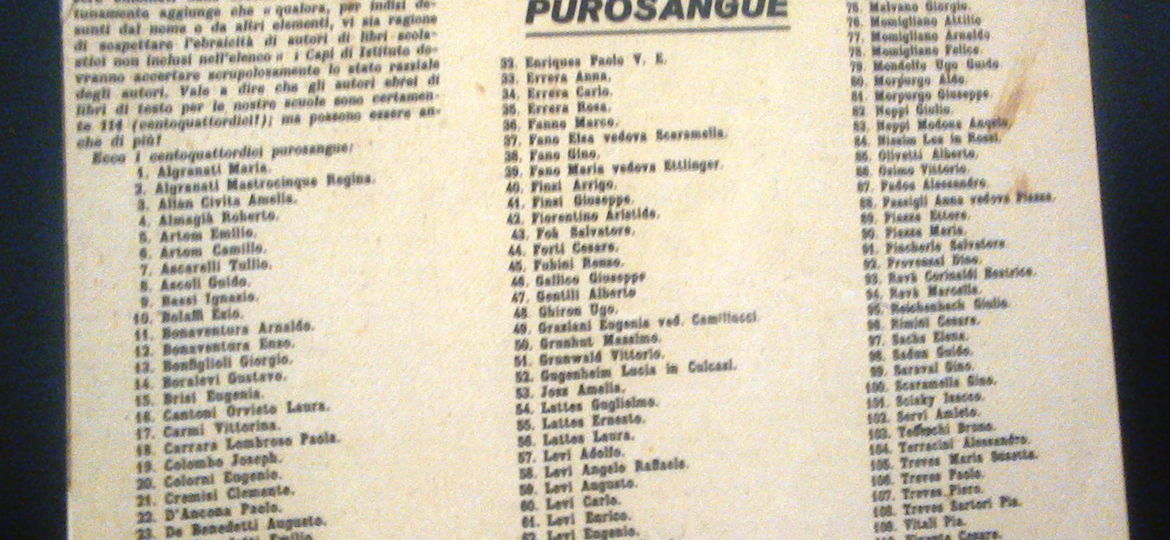 tunamente aggiunge che « qualora, per indizi de-
sunti dal nome o da altri elementi, vi sia ragione
di sospettare l'ebraicità di autori di libri scola-
stici non inclusi nell'elenco » i Capi di Istituto do-
vranno accertare scrupolosamente lo stato razziale
degli autori. Vale a dire che gli autori ebrei di
libri di testo per le nostre scuole sono certamen-
te 114 (centoquattordici!); ma possono essere an-
che di più!
Ecco i centoquattordici purosangue:
1. Algranati Maria.
2. Algranati Mastrocinque Regina.
3. Allan Civita Amelia.
4. Almagià Roberto.
5. Artom Emilio.
6. Artom Camillo.
7. Ascarelli Tullio.
8. Ascoli Guido.
9. Bassi Ignazio.
10. Bolaffi Ezio.
11. Bonaventura Arnaldo.
12. Bonaventura Enzo.
13. Bonfiglioli Giorgio.
14. Boralevi Gustavo.
15. Brisi Eugenia.
16. Cantoni Orvieto Laura.
17. Carmi Vittorina.
18. Carrara Lombroso Paola.
19. Colombo Joseph.
20. Colorni Eugenio.
21. Cremisi Clemente.
22. D'Ancona Paolo.
23. De Benedetti Augusto.
Emilio
PUROSANGUE
32. Enriques Paolo V. E.
33. Errera Anna.
34. Errera Carlo.
35. Errera Rosa.
36. Fanno Marco.
37. Fano Elsa vedova Scaramella.
38. Fano Gino.
39. Fano Maria vedova Ettlinger.
40. Finzi Arrigo.
41. Finzi Giuseppe.
42. Fiorentino Aristide.
43. Foà Salvatore.
44. Forti Cesare.
45. Fubini Renzo.
46. Gallico Giuseppe
47. Gentili Alberto
48. Ghiron Ugo.
49. Graziani Eugenia ved. Camillucci.
50. Grunhut Massimo.
51. Grunwald Vittorio.
52. Gugenheim Lucia in Culcasi.
53. Josz Amelia.
54. Lattes Guglielmo.
55. Lattes Ernesto.
56. Lattes Laura.
57. Levi Adolfo.
58. Levi Angelo Raffaele.
59. Levi Augusto.
60. Levi Carlo.
61. Levi Enrico.
62. Levi Eugenio.
75. Malvano Giorgio.
76. Momigliano Attilio
77. Momigliano Arnaldo
78. Momigliano Felice.
79. Mondolfo Ugo Guido
80. Morpurgo Aldo.
81. Morpurgo Giuseppe.
82. Neppi Giulio.
83. Neppi Modona Angelo.
84. Nissim Lea in Rossi.
85. Olivetti Alberto.
86. Osimo Vittorio.
87. Pados Alessandro.
88. Passigli Anna vedova Piazza.
89. Piazza Ettore.
90. Piazza Maria.
91. Pincherle Salvatore.
92. Provenzal Dino.
93. Ravà Corinaldi Beatrice.
94. Ravà Marcella.
95. Reichenbach Giulio.
96. Rimini Cesare.
97. Sachs Elena.
98. Sadun Guido.
99. Saraval Gino.
100. Scaramella Gino.
101. Sciaky Isacco.
102. Servi Amleto.
103. Tedeschi Bruno.
104. Terracini Alessandro.
105. Treves Maria Susetta.
106. Treves Paolo.
107. Treves Piero.
108. Treves Sartori Pia.
109. Vitali Pia.
Cesare.